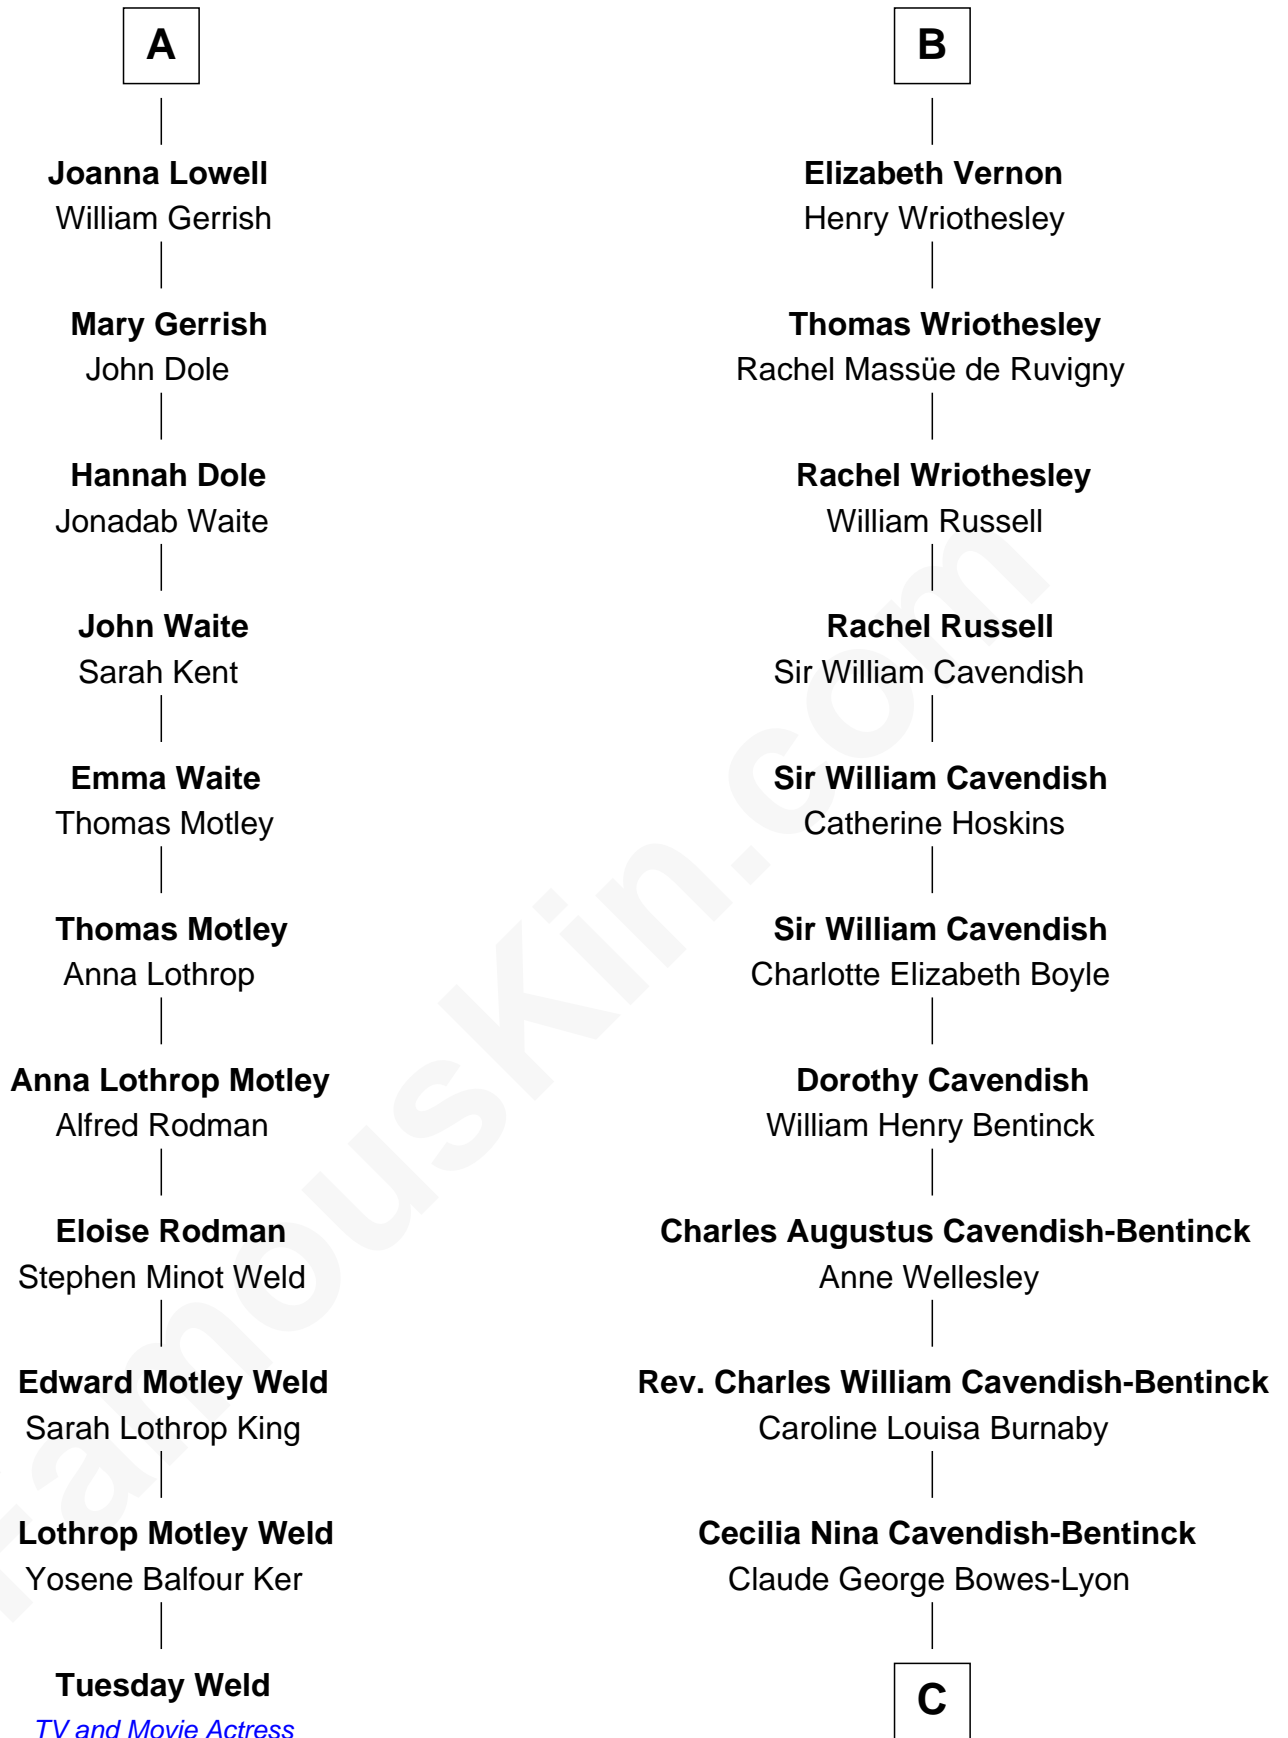 A
Joanna Lowell
William Gerrish
Mary Gerrish
John Dole
Hannah Dole
Jonadab Waite
John Waite
Sarah Kent
Emma Waite
Thomas Motley
Thomas Motley
Anna Lothrop
Anna Lothrop Motley
Alfred Rodman
Eloise Rodman
Stephen Minot Weld
Edward Motley Weld
Sarah Lothrop King
Lothrop Motley Weld
Yosene Balfour Ker
Tuesday Weld
TV and Movie Actress
B
Elizabeth Vernon
Henry Wriothesley
Thomas Wriothesley
Rachel Massüe de Ruvigny
Rachel Wriothesley
William Russell
Rachel Russell
Sir William Cavendish
Sir William Cavendish
Catherine Hoskins
Sir William Cavendish
Charlotte Elizabeth Boyle
Dorothy Cavendish
William Henry Bentinck
Charles Augustus Cavendish-Bentinck
Anne Wellesley
Rev. Charles William Cavendish-Bentinck
Caroline Louisa Burnaby
Cecilia Nina Cavendish-Bentinck
Claude George Bowes-Lyon
C
FamousKin.com